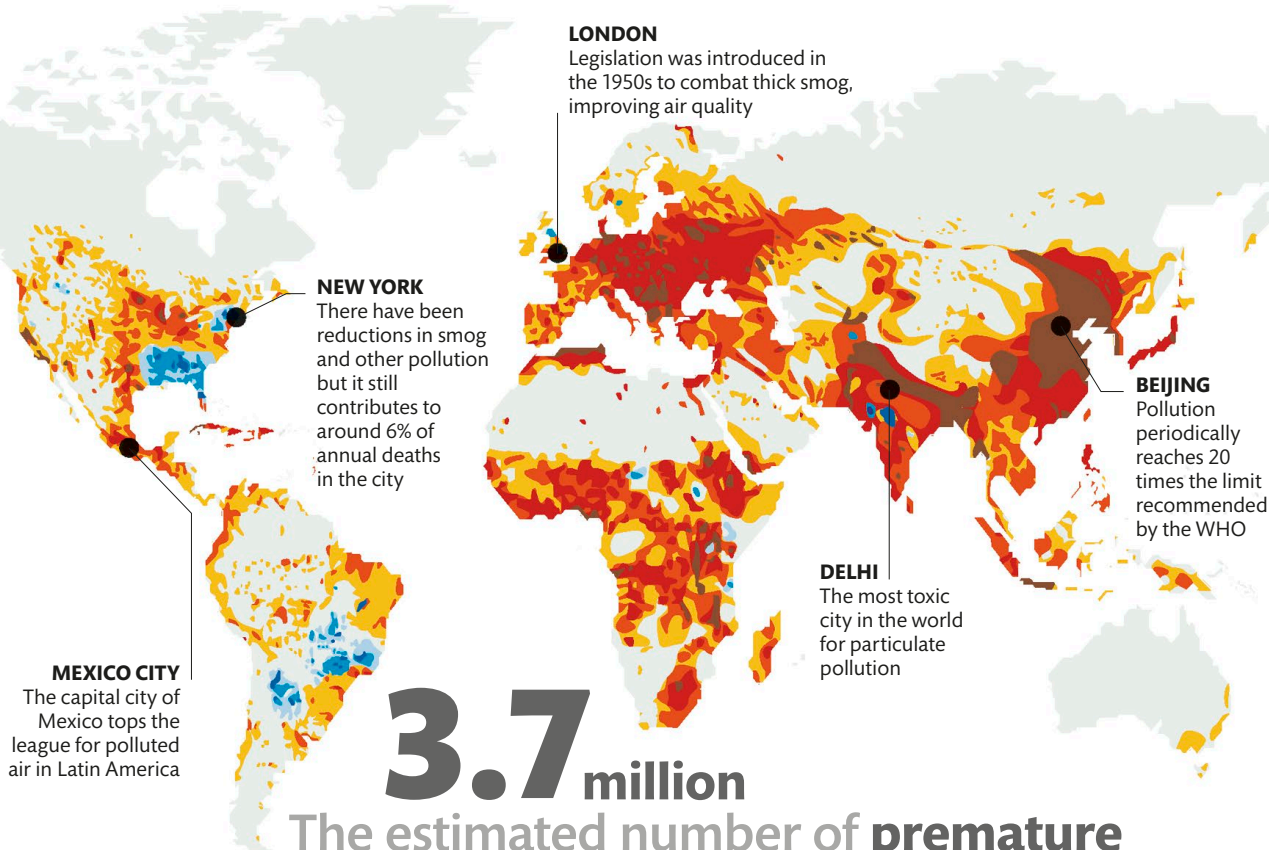 LONDON
Legislation was introduced in
the 1950s to combat thick smog,
improving air quality
NEW YORK
There have been
reductions in smog
and other pollution
but it still
contributes to
around 6% of
annual deaths
in the city
BEIJING
Pollution
periodically
reaches 20
times the limit
recommended
by the WHO
DELHI
The most toxic
city in the world
for particulate
pollution
MEXICO CITY
The capital city of
Mexico tops the
league for polluted
air in Latin America
3.7 million
The estimated number of premature